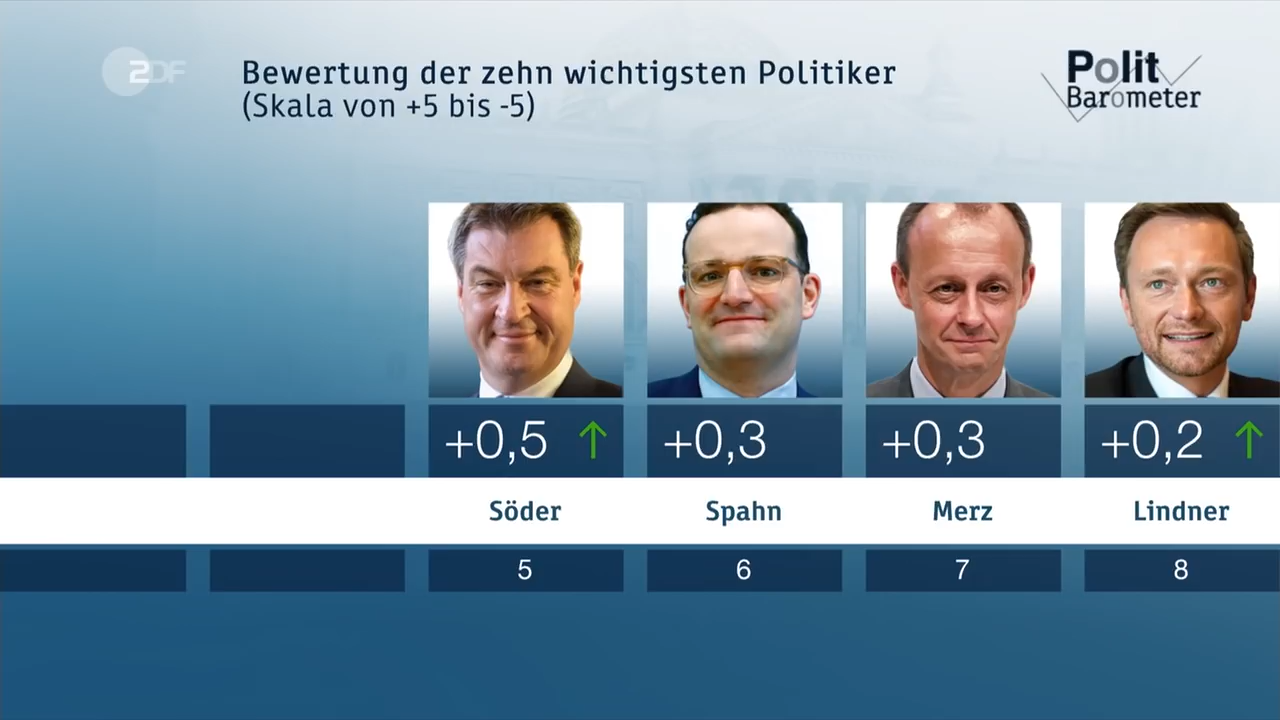 ZDF
Bewertung der zehn wichtigsten Politiker
(Skala von +5 bis -5)
Polit
Barometer
+0,5 ↑ +0,3 +0,3 +0,2 ↑
Söder Spahn Merz Lindner
5 6 7 8